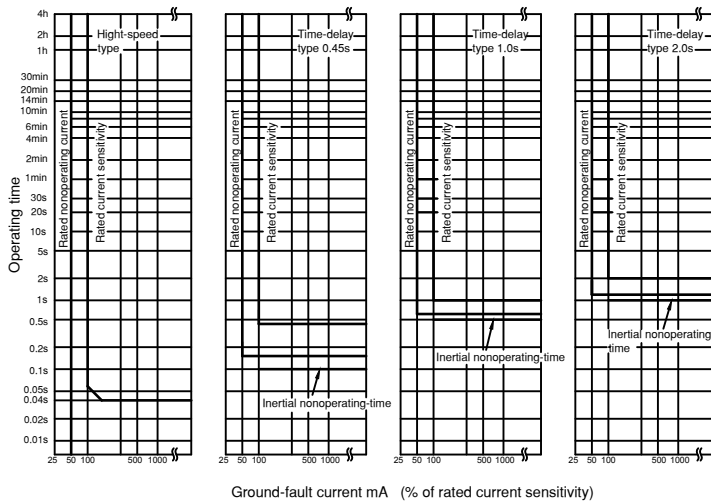 4h
2h
1h
30min
20min
14min
10min
6min
4min
2min
1min
30s
20s
10s
5s
2s
1s
0.5s
0.2s
0.1s
0.05s
0.04s
0.02s
0.01s
Operating time
Hight-speed
type
Rated nonoperating current
Rated current sensitivity
25 50 100 500 1000
Time-delay
type 0.45s
Rated nonoperating current
Rated current sensitivity
Inertial nonoperating-time
25 50 100 500 1000
Time-delay
type 1.0s
Rated nonoperating current
Rated current sensitivity
Inertial nonoperating-time
25 50 100 500 1000
Time-delay
type 2.0s
Rated nonoperating current
Rated current sensitivity
Inertial nonoperating
time
25 50 100 500 1000
Ground-fault current mA (% of rated current sensitivity)